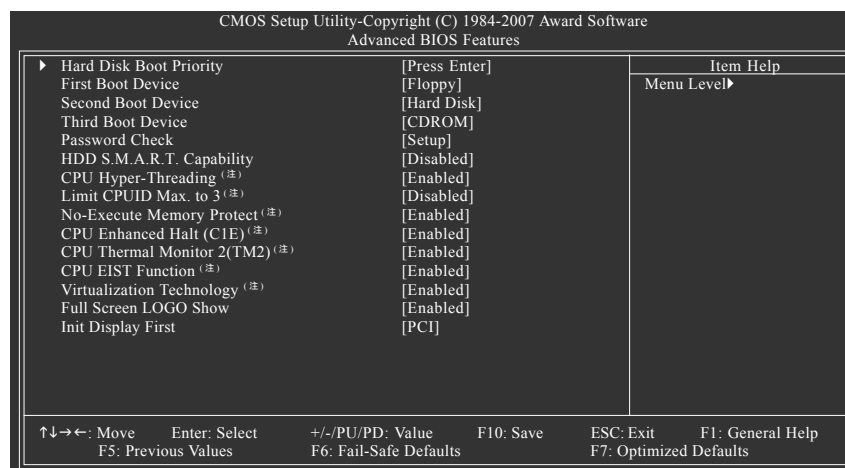 CMOS Setup Utility-Copyright (C) 1984-2007 Award Software
Advanced BIOS Features
Hard Disk Boot Priority [Press Enter] Item Help
First Boot Device [Floppy] Menu Level
Second Boot Device [Hard Disk]
Third Boot Device [CDROM]
Password Check [Setup]
HDD S.M.A.R.T. Capability [Disabled]
CPU Hyper-Threading (注) [Enabled]
Limit CPUID Max. to 3 (注) [Disabled]
No-Execute Memory Protect (注) [Enabled]
CPU Enhanced Halt (C1E) (注) [Enabled]
CPU Thermal Monitor 2(TM2) (注) [Enabled]
CPU EIST Function (注) [Enabled]
Virtualization Technology (注) [Enabled]
Full Screen LOGO Show [Enabled]
Init Display First [PCI]
↑↓→←: Move Enter: Select +/-/PU/PD: Value F10: Save ESC: Exit F1: General Help
F5: Previous Values F6: Fail-Safe Defaults F7: Optimized Defaults